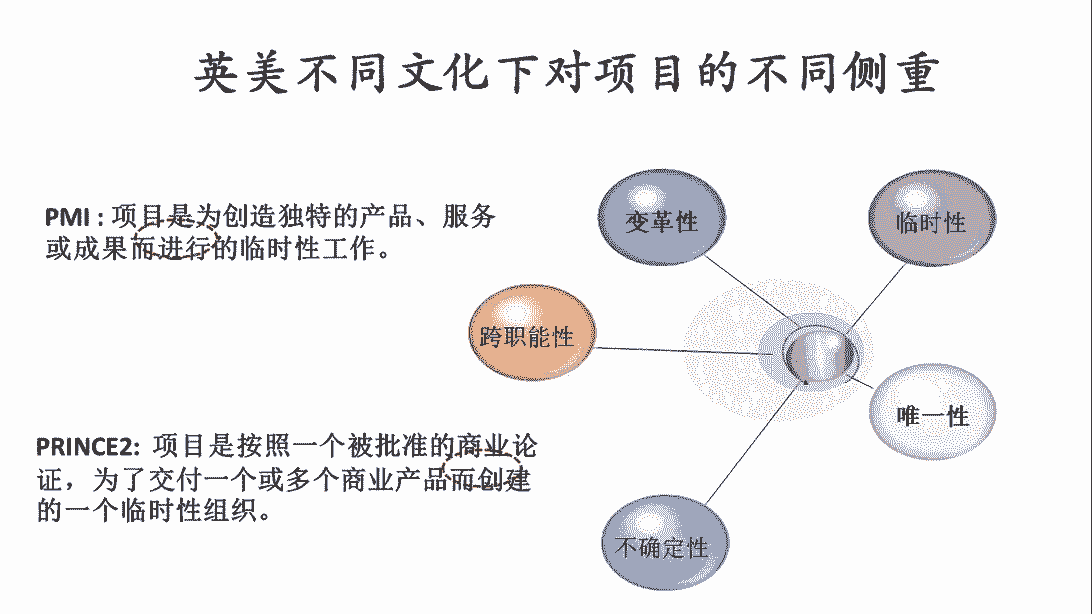 英美不同文化下对项目的不同侧重
PMI : 项目是为创造独特的产品、服务
或成果而进行的临时性工作。
PRINCE2: 项目是按照一个被批准的商业论
证，为了交付一个或多个商业产品而创建
的一个临时性组织。
变革性
临时性
跨职能性
唯一性
不确定性